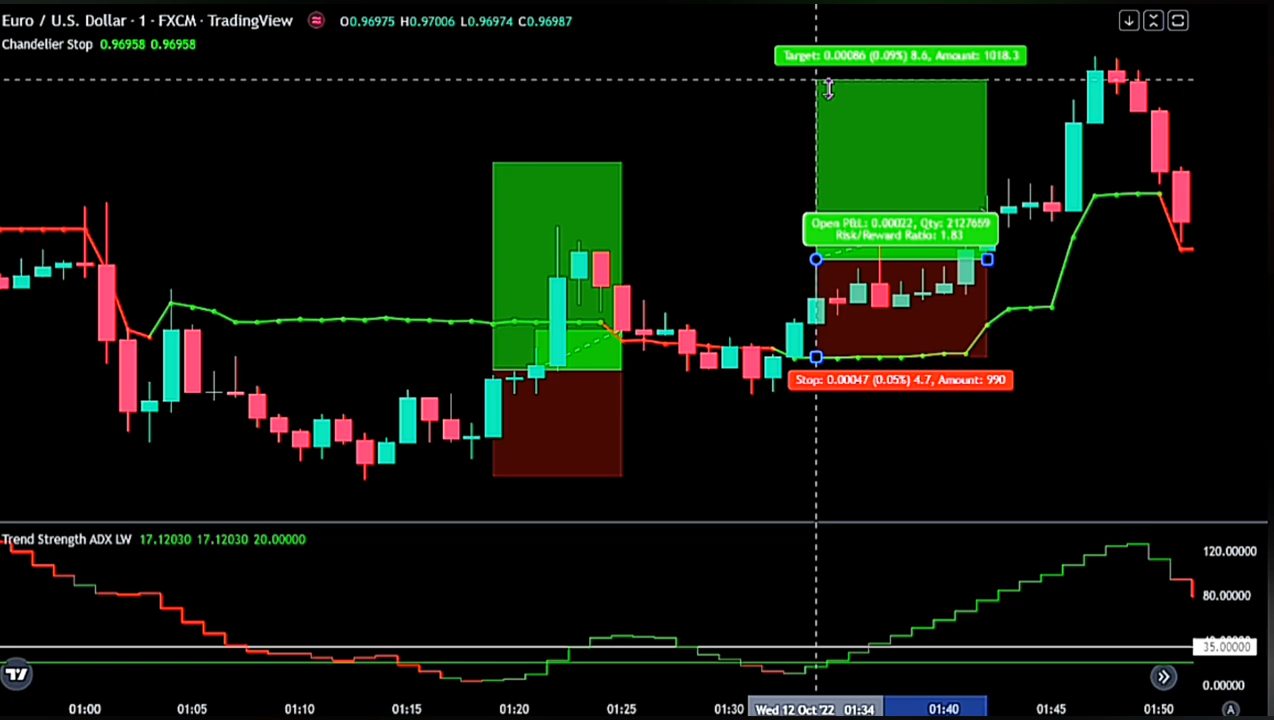 Euro / U.S. Dollar · 1 · FXCM · TradingView O0.96975 H0.97006 L0.96974 C0.96987
Chandelier Stop 0.96958 0.96958
Target: 0.00086 (0.09%) 8.6, Amount: 1018.3
Open P&L: 0.00022, Qty: 2127659
Risk/Reward Ratio: 1.83
Stop: 0.00047 (0.05%) 4.7, Amount: 990
Trend Strength ADX LW 17.12030 17.12030 20.00000
120.00000
80.00000
35.00000
0.00000
01:00 01:05 01:10 01:15 01:20 01:25 01:30 Wed 12 Oct '22 01:34 01:40 01:45 01:50
A